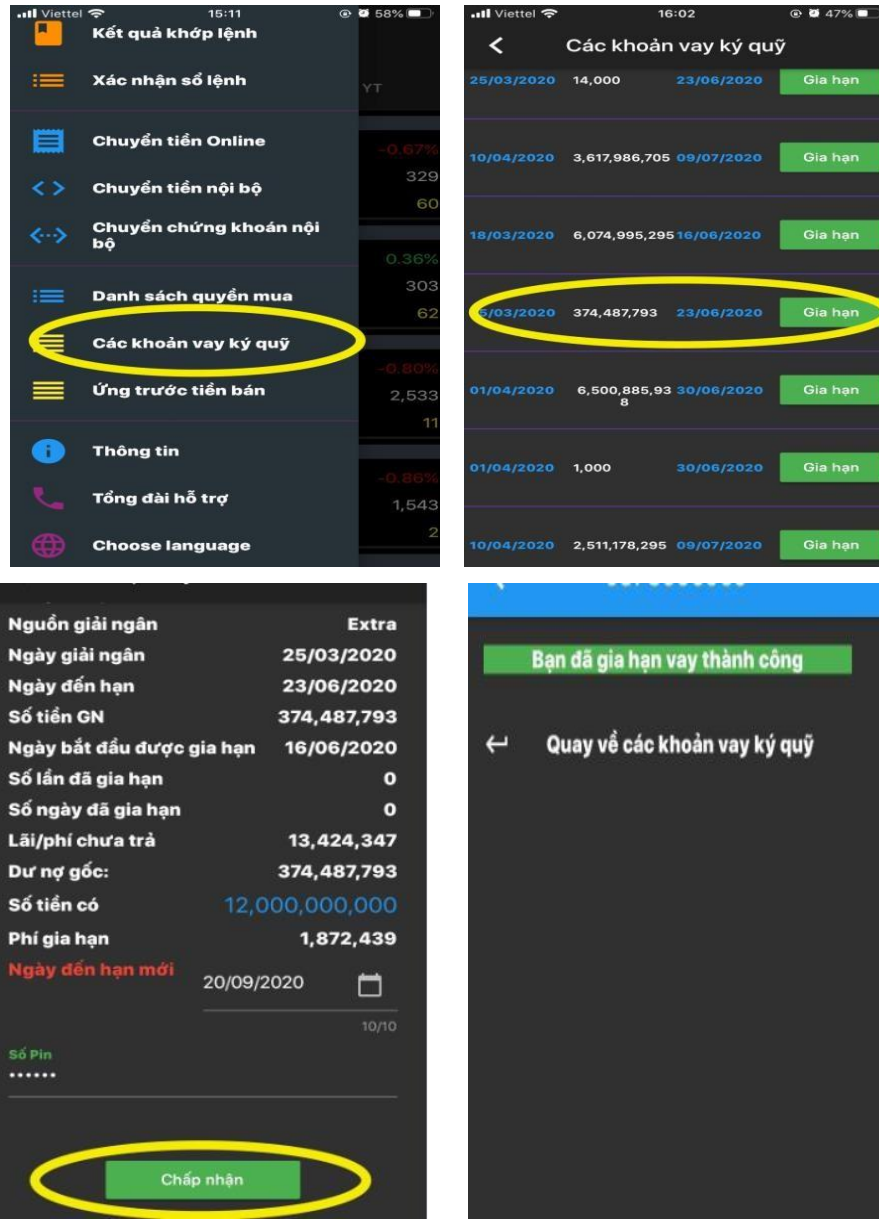 Viettel 15:11 58%
Kết quả khớp lệnh
Xác nhận sổ lệnh
YT
Chuyển tiền Online
-0.67%
329
Chuyển tiền nội bộ
60
Chuyển chứng khoán nội
bộ
0.36%
303
Danh sách quyền mua
62
Các khoản vay ký quỹ
-0.80%
Ứng trước tiền bán
2,533
11
Thông tin
-0.86%
Tổng đài hỗ trợ
1,543
2
Choose language
Viettel 16:02 47%
Các khoản vay ký quỹ
25/03/2020 14,000 23/06/2020 Gia hạn
10/04/2020 3,617,986,705 09/07/2020 Gia hạn
18/03/2020 6,074,995,295 16/06/2020 Gia hạn
5/03/2020 374,487,793 23/06/2020 Gia hạn
01/04/2020 6,500,885,93 30/06/2020 Gia hạn
8
01/04/2020 1,000 30/06/2020 Gia hạn
10/04/2020 2,511,178,295 09/07/2020 Gia hạn
Nguồn giải ngân Extra
Ngày giải ngân 25/03/2020
Ngày đến hạn 23/06/2020
Số tiền GN 374,487,793
Ngày bắt đầu được gia hạn 16/06/2020
Số lần đã gia hạn 0
Số ngày đã gia hạn 0
Lãi/phí chưa trả 13,424,347
Dư nợ gốc: 374,487,793
Số tiền có 12,000,000,000
Phí gia hạn 1,872,439
Ngày đến hạn mới 20/09/2020
10/10
Số Pin
••••••
Chấp nhận
Bạn đã gia hạn vay thành công
Quay về các khoản vay ký quỹ